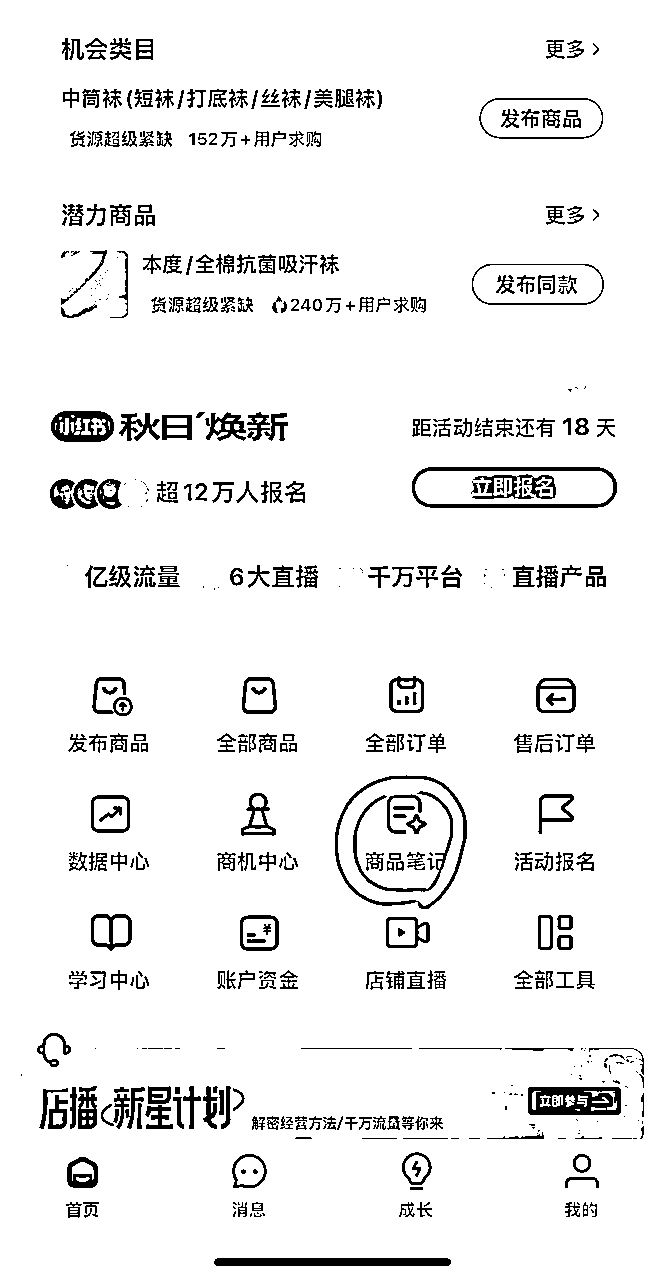 机会类目 更多 >
中筒袜(短袜/打底袜/丝袜/美腿袜) 发布商品
货源超级紧缺 152万+用户求购
潜力商品 更多 >
本度/全棉抗菌吸汗袜 发布同款
货源超级紧缺 240万+用户求购
小红书 秋日焕新 距活动结束还有 18 天
超12万人报名 立即报名
亿级流量 6大直播 千万平台 直播产品
发布商品 全部商品 全部订单 售后订单
数据中心 商机中心 商品笔记 活动报名
学习中心 账户资金 店铺直播 全部工具
店播新星计划 解密经营方法/千万流量等你来 立即参与
首页 消息 成长 我的